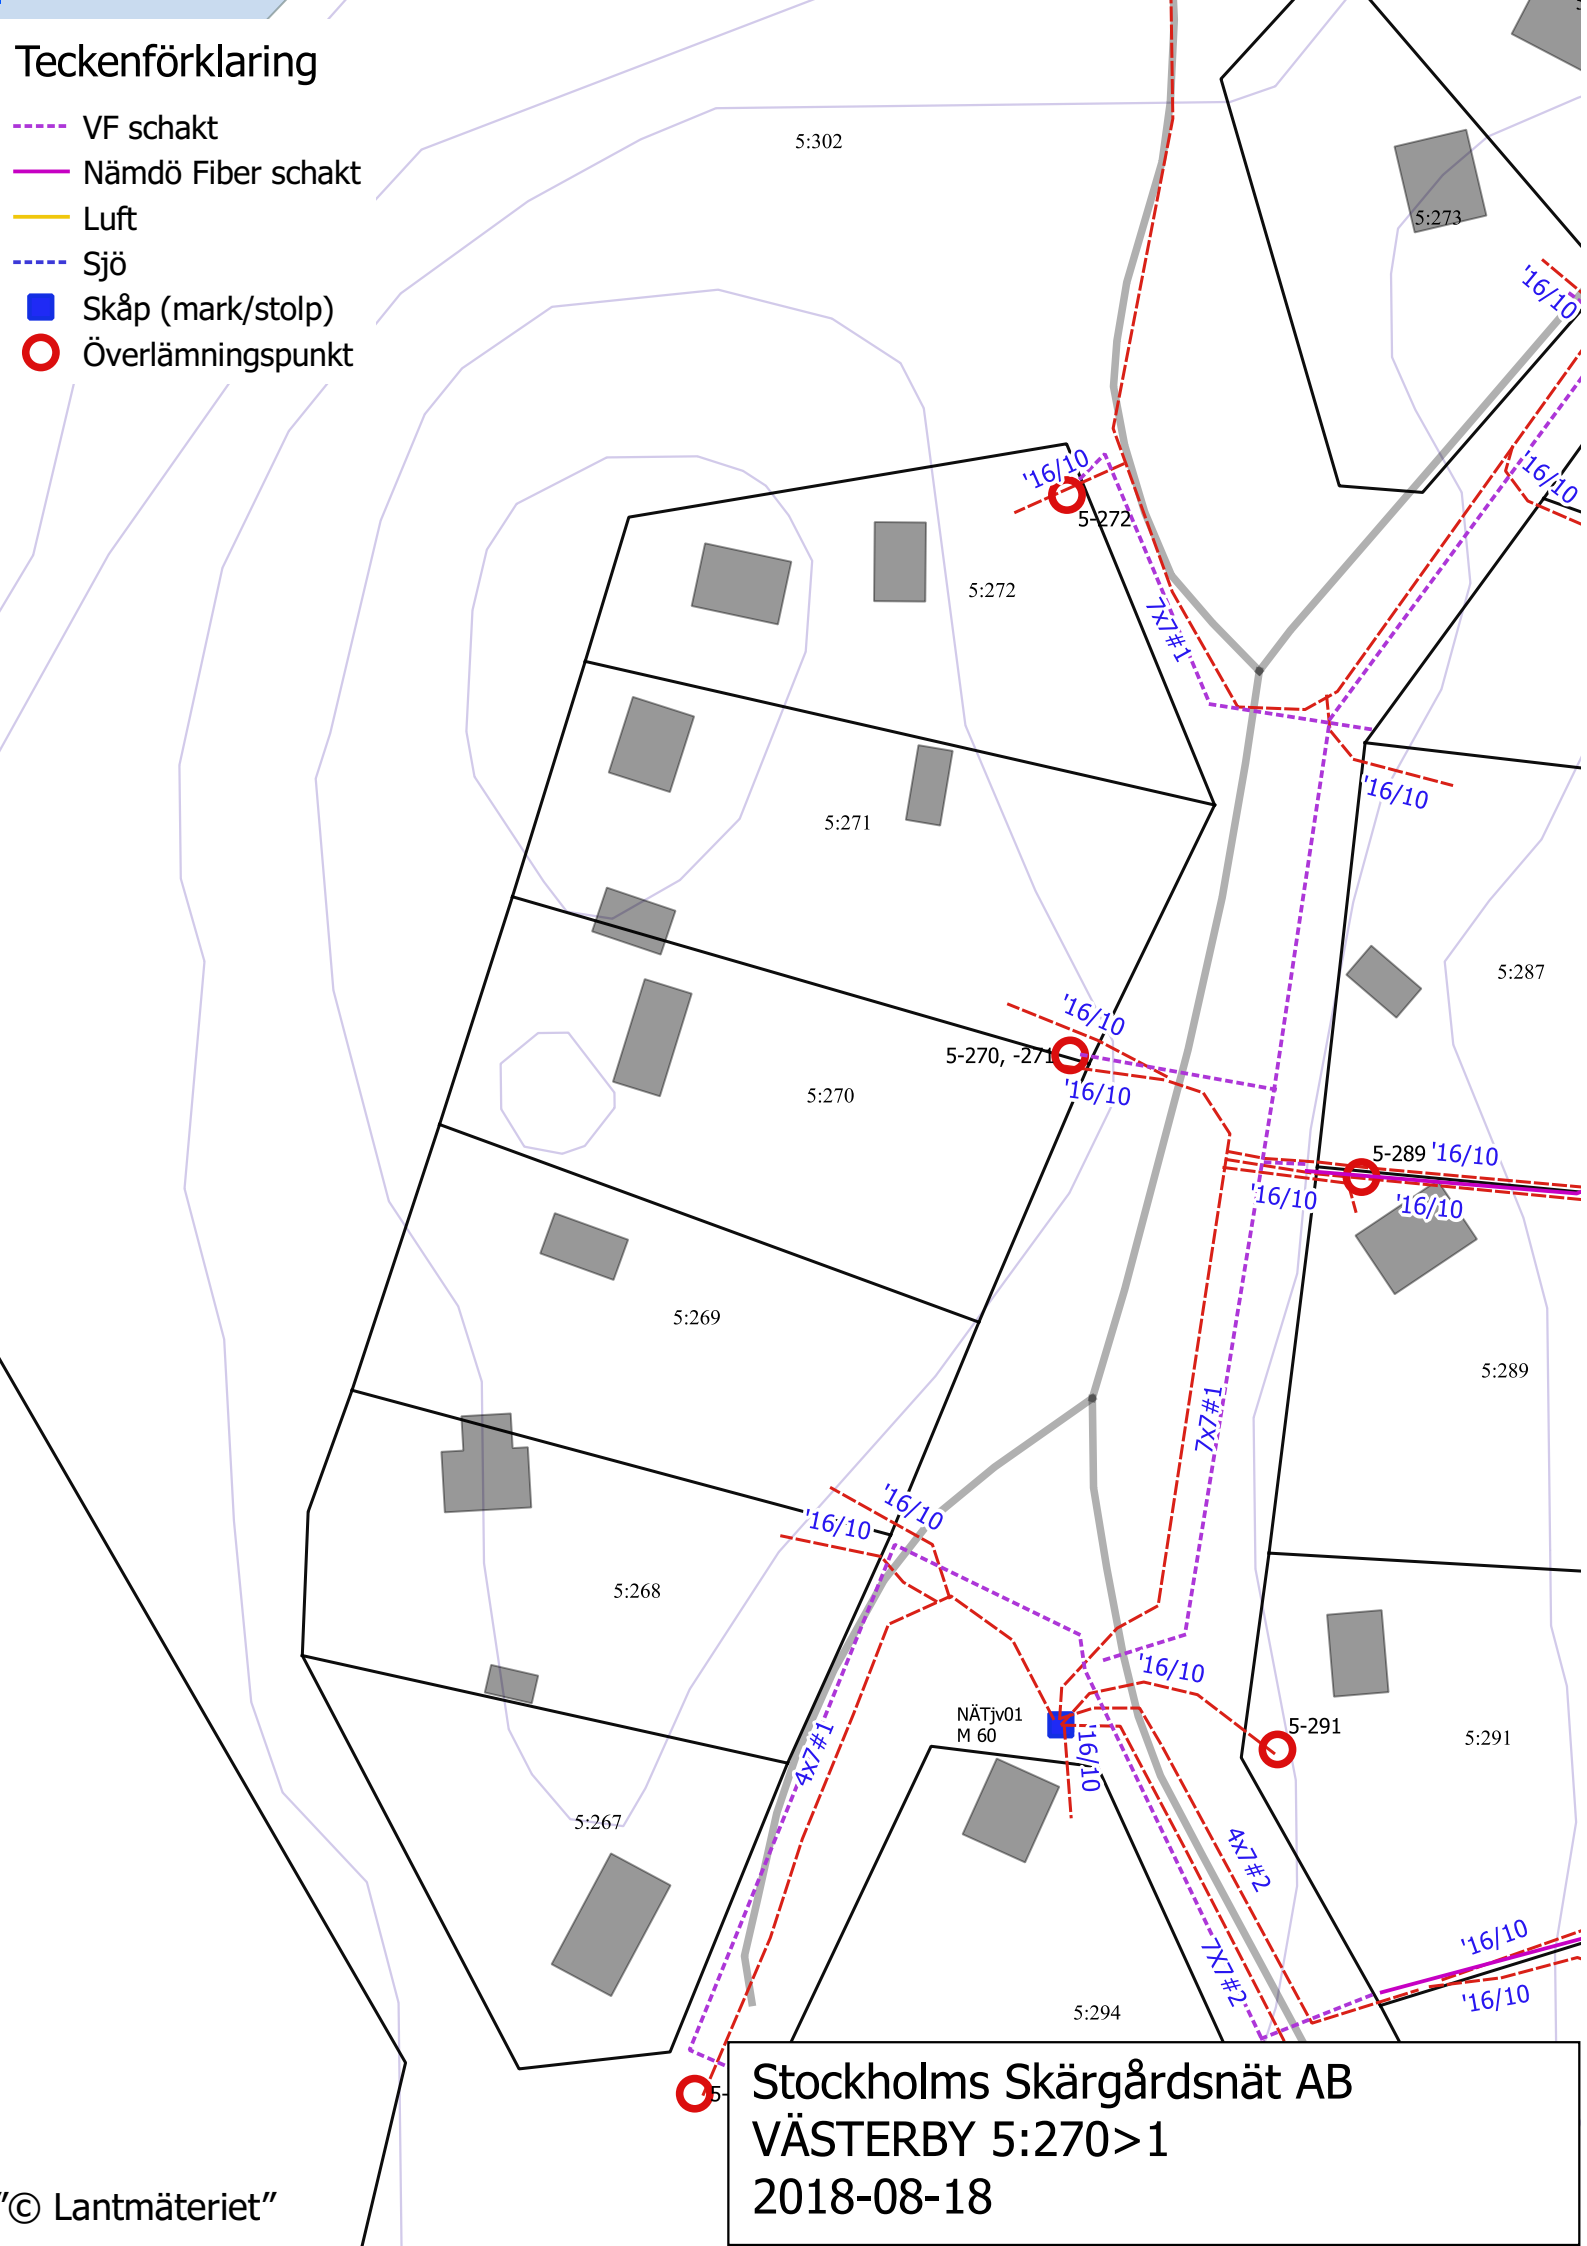 Teckenförklaring
VF schakt
Nämdö Fiber schakt
Luft
Sjö
Skåp (mark/stolp)
Överlämningspunkt
5:302
5:273
'16/10
'16/10
'16/10
5-272
5:272
7x7#1
'16/10
5:271
5:287
'16/10
5-270, -271
'16/10
5:270
5-289
'16/10
'16/10
'16/10
5:269
5:289
7x7#1
'16/10
'16/10
5:268
'16/10
NÄTjv01
M 60
'16/10
5-291
5:291
4x7#1
5:267
4x7#2
'16/10
7X7#2
'16/10
5:294
5-
Stockholms Skärgårdsnät AB
VÄSTERBY 5:270>1
2018-08-18
"© Lantmäteriet"